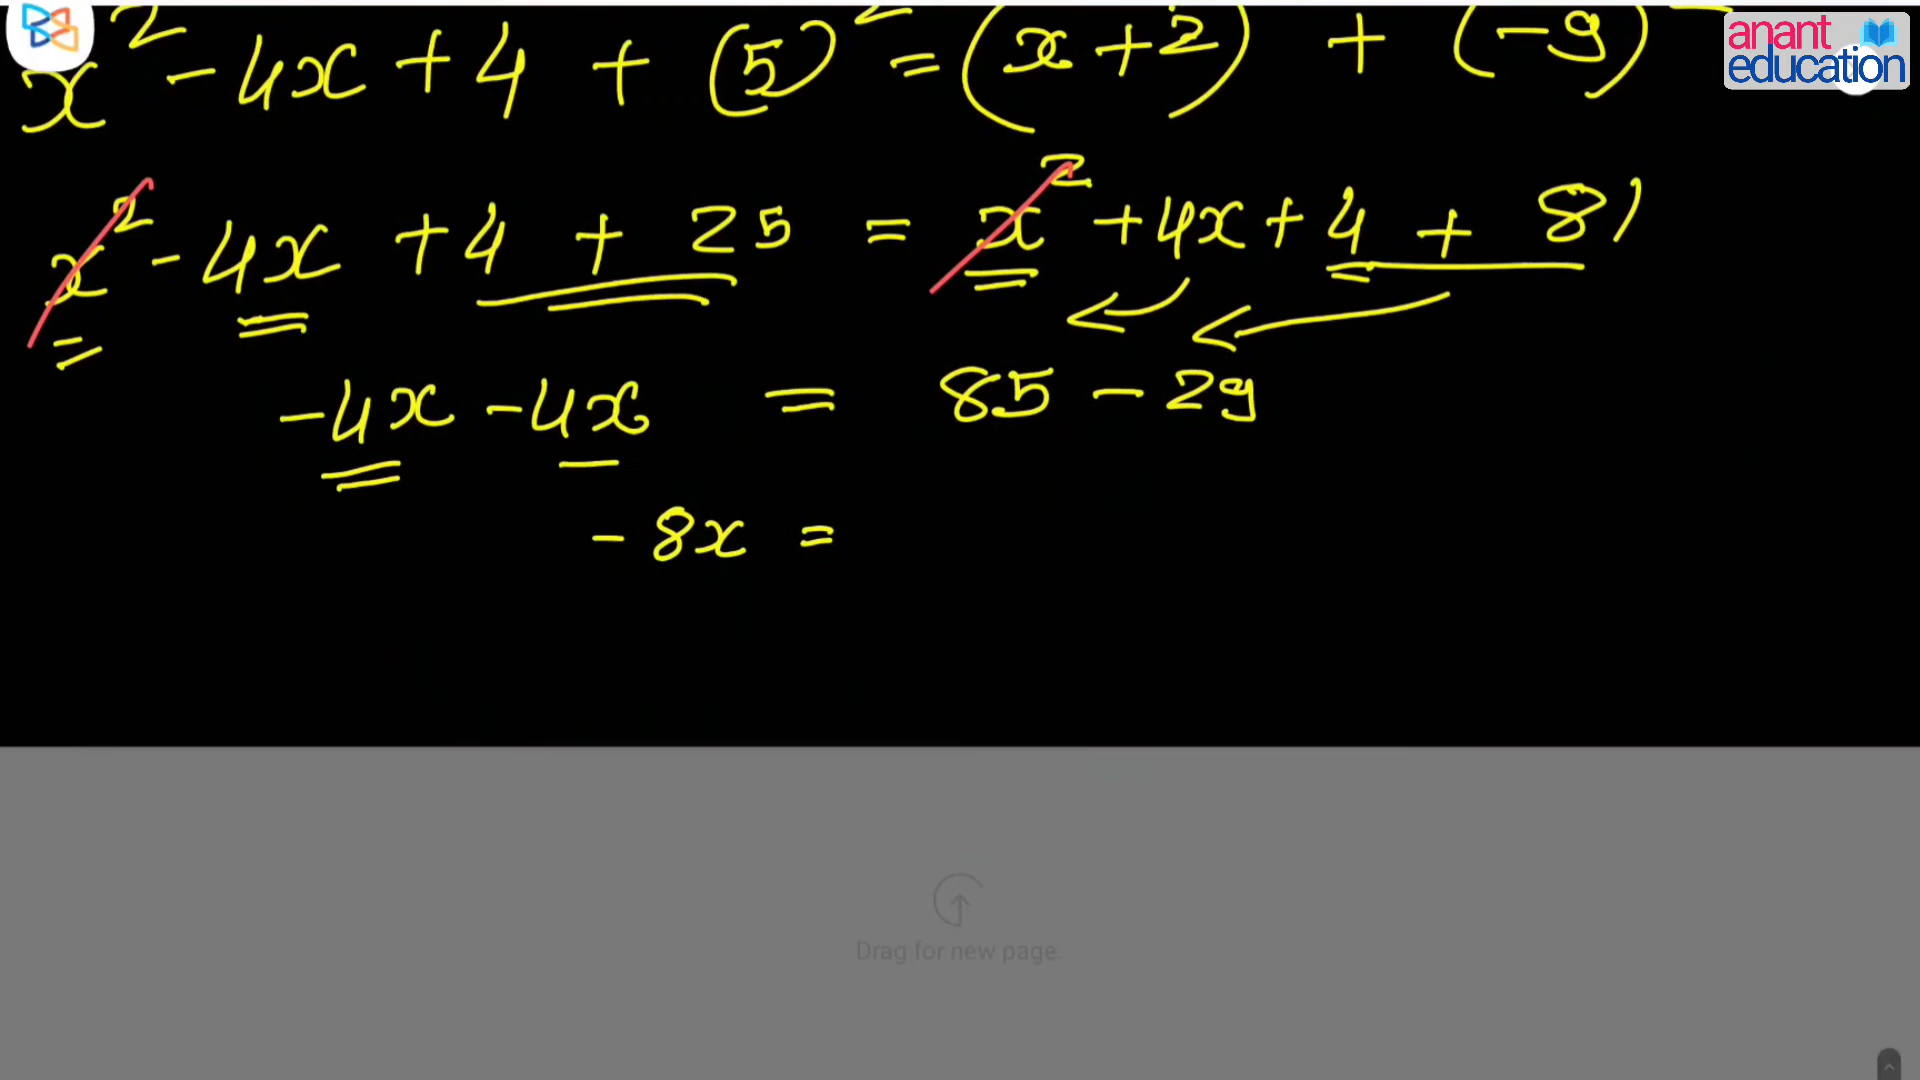 x² - 4x + 4 + (5)² = (x + 2)² + (-9)²
anant
education
x² - 4x + 4 + 25 = x² + 4x + 4 + 81
-4x - 4x = 85 - 29
-8x =
Drag for new page.